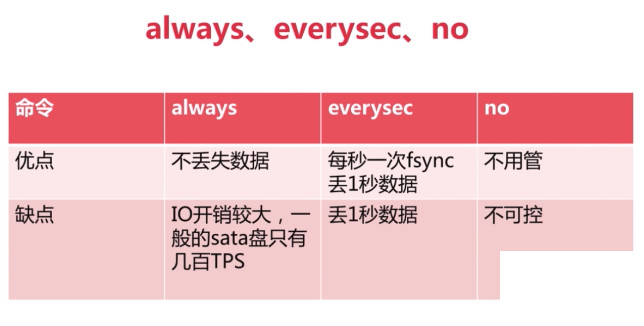 always、everysec、no
命令 always everysec no
优点 不丢失数据 每秒一次fsync 不用管
丢1秒数据
缺点 IO开销较大，一 丢1秒数据 不可控
般的sata盘只有
几百TPS